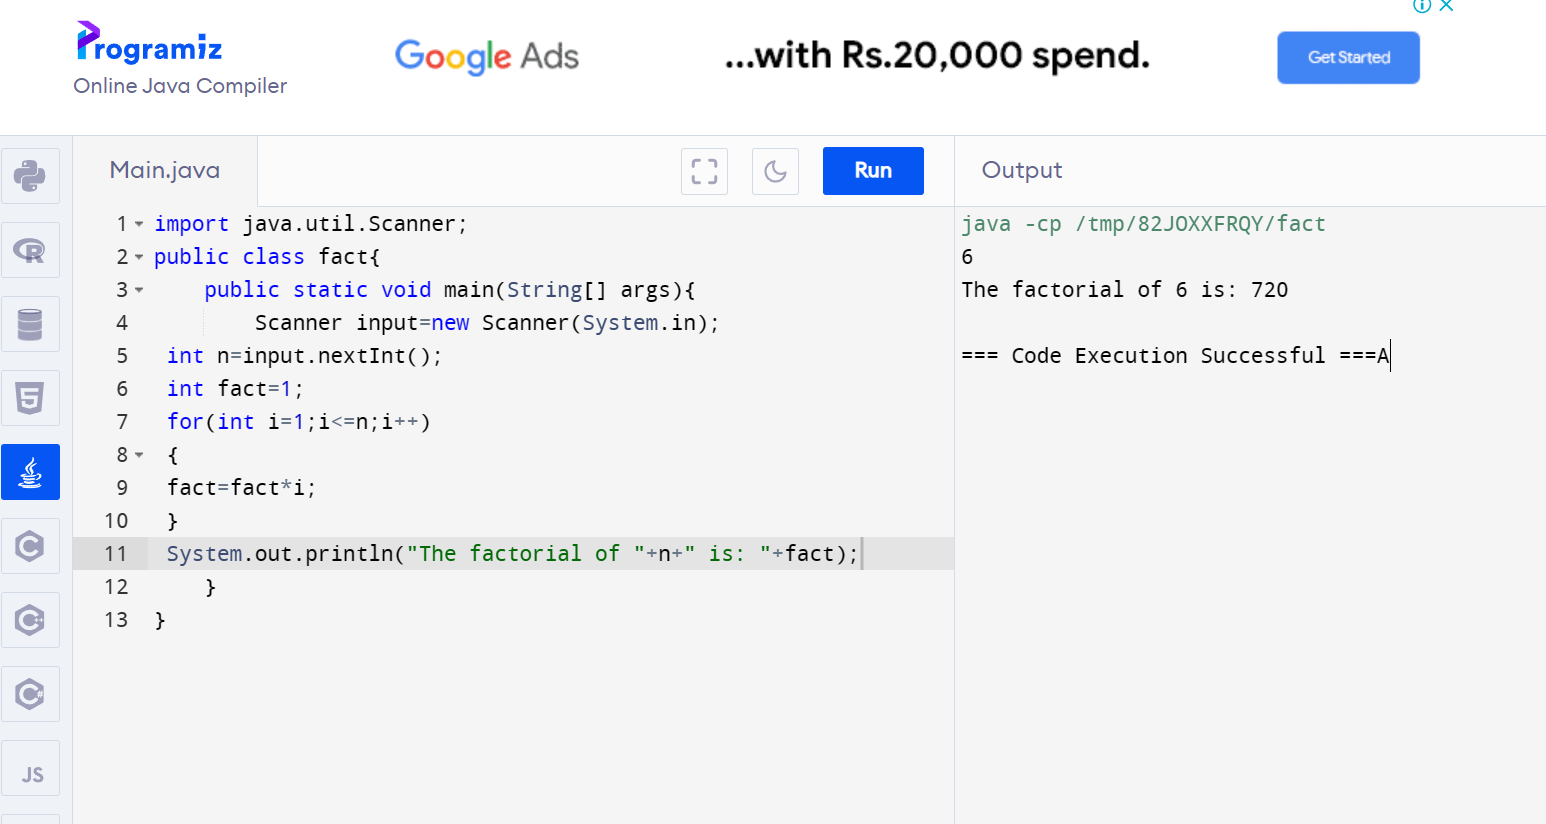 Programiz
Online Java Compiler
Google Ads
...with Rs.20,000 spend.
Get Started
Main.java
Run
Output
1 import java.util.Scanner;
2 public class fact{
3     public static void main(String[] args){
4         Scanner input=new Scanner(System.in);
5  int n=input.nextInt();
6  int fact=1;
7  for(int i=1;i<=n;i++)
8  {
9  fact=fact*i;
10  }
11  System.out.println("The factorial of "+n+" is: "+fact);
12     }
13 }
java -cp /tmp/82JOXXFRQY/fact
6
The factorial of 6 is: 720
=== Code Execution Successful ===A
R
5
C
C++
C#
JS